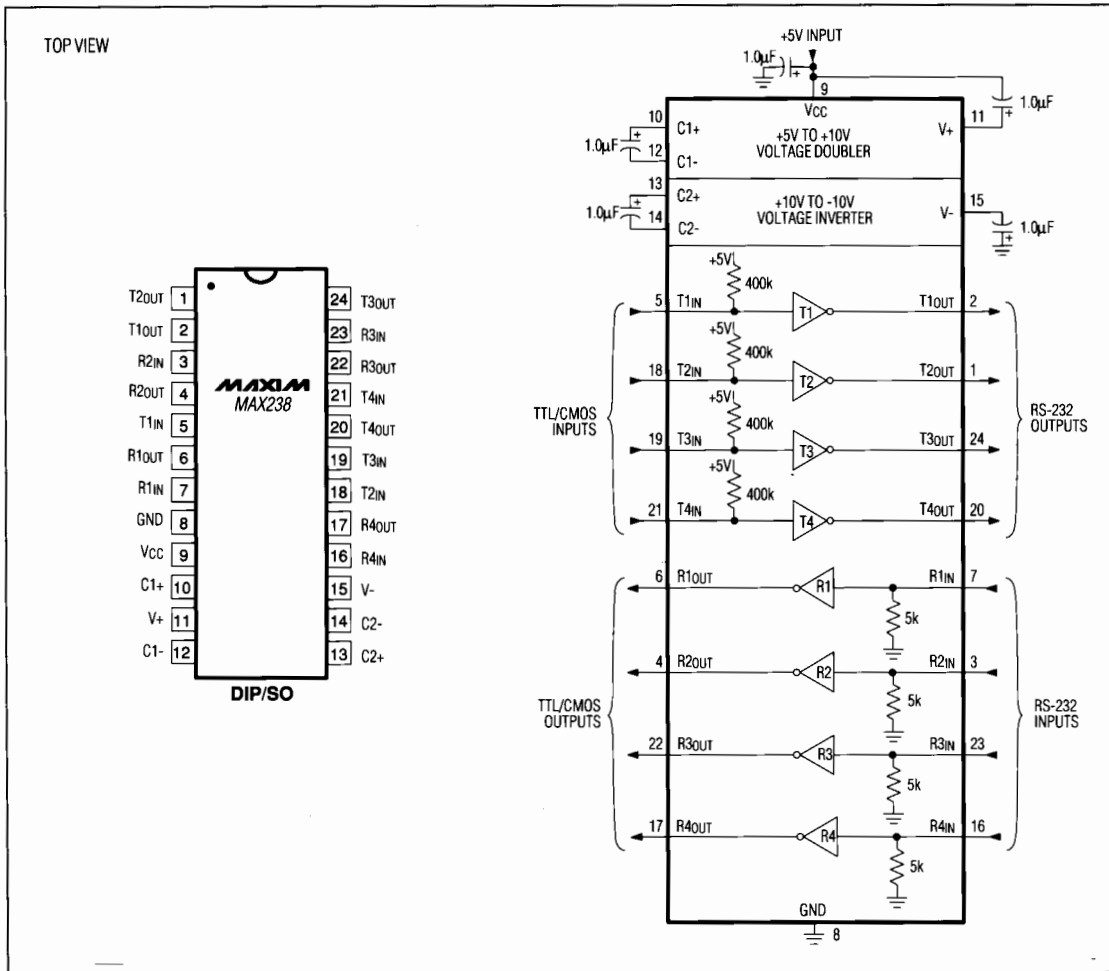 TOP VIEW
T2OUT 1
T1OUT 2
R2IN 3
R2OUT 4
T1IN 5
R1OUT 6
R1IN 7
GND 8
VCC 9
C1+ 10
V+ 11
C1- 12
MAXIM
MAX238
24 T3OUT
23 R3IN
22 R3OUT
21 T4IN
20 T4OUT
19 T3IN
18 T2IN
17 R4OUT
16 R4IN
15 V-
14 C2-
13 C2+
DIP/SO
+5V INPUT
1.0µF
+
9
VCC
1.0µF
+
10 C1+
1.0µF
+
12 C1-
+5V TO +10V
VOLTAGE DOUBLER
V+ 11
13 C2+
1.0µF
+
14 C2-
+10V TO -10V
VOLTAGE INVERTER
V- 15
1.0µF
+
+5V
400k
5 T1IN T1 T1OUT 2
+5V
400k
18 T2IN T2 T2OUT 1
+5V
400k
19 T3IN T3 T3OUT 24
+5V
400k
21 T4IN T4 T4OUT 20
TTL/CMOS
INPUTS
RS-232
OUTPUTS
6 R1OUT R1 R1IN 7
5k
4 R2OUT R2 R2IN 3
5k
22 R3OUT R3 R3IN 23
5k
17 R4OUT R4 R4IN 16
5k
TTL/CMOS
OUTPUTS
RS-232
INPUTS
GND
8